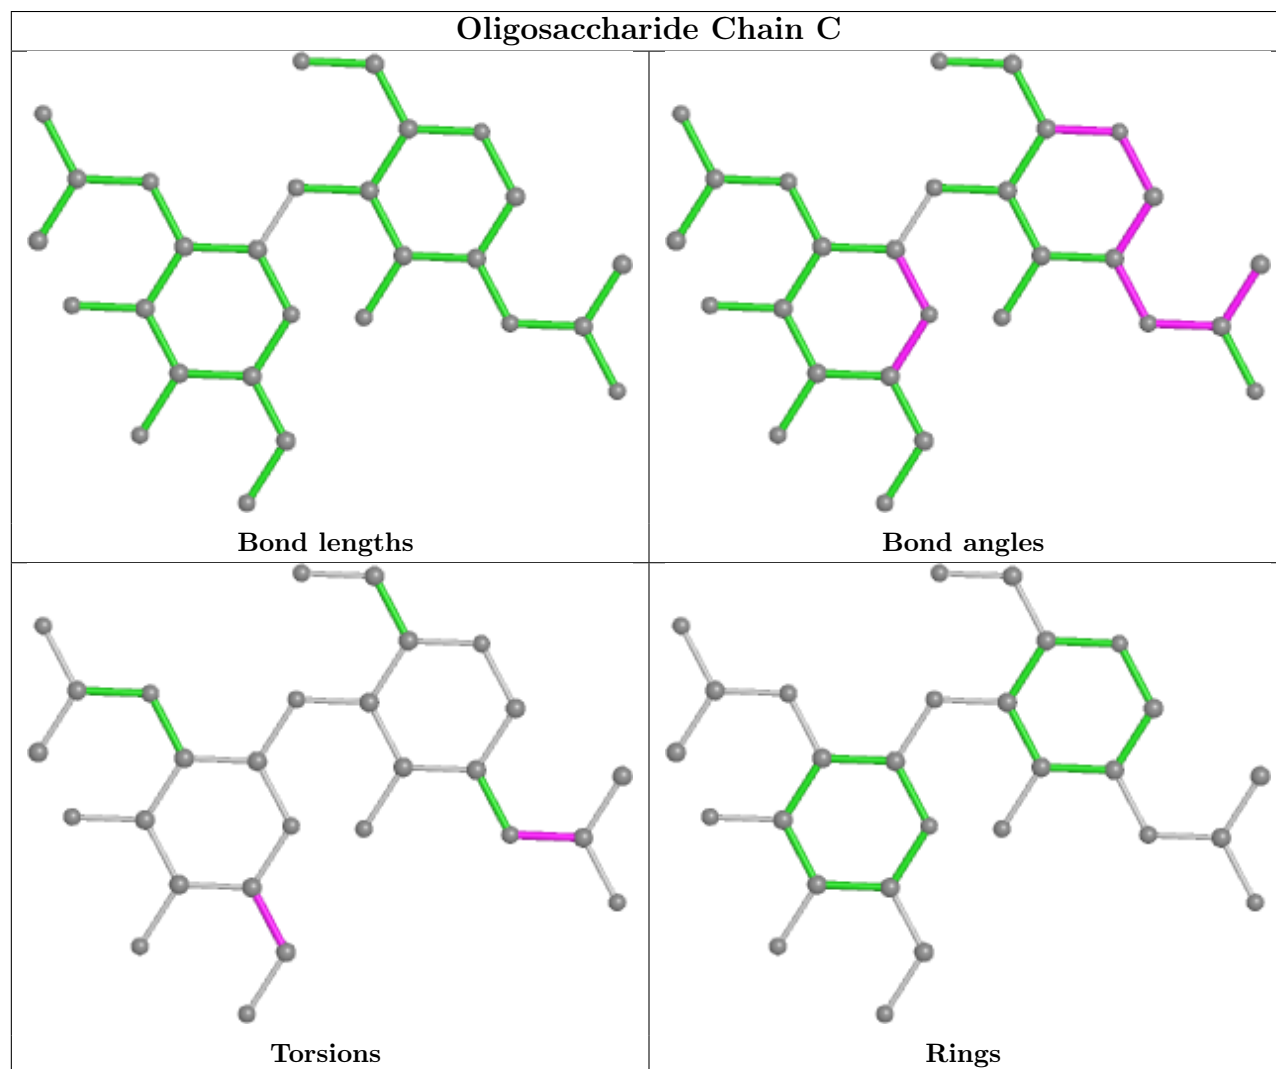 Oligosaccharide Chain C
Bond lengths
Bond angles
Torsions
Rings